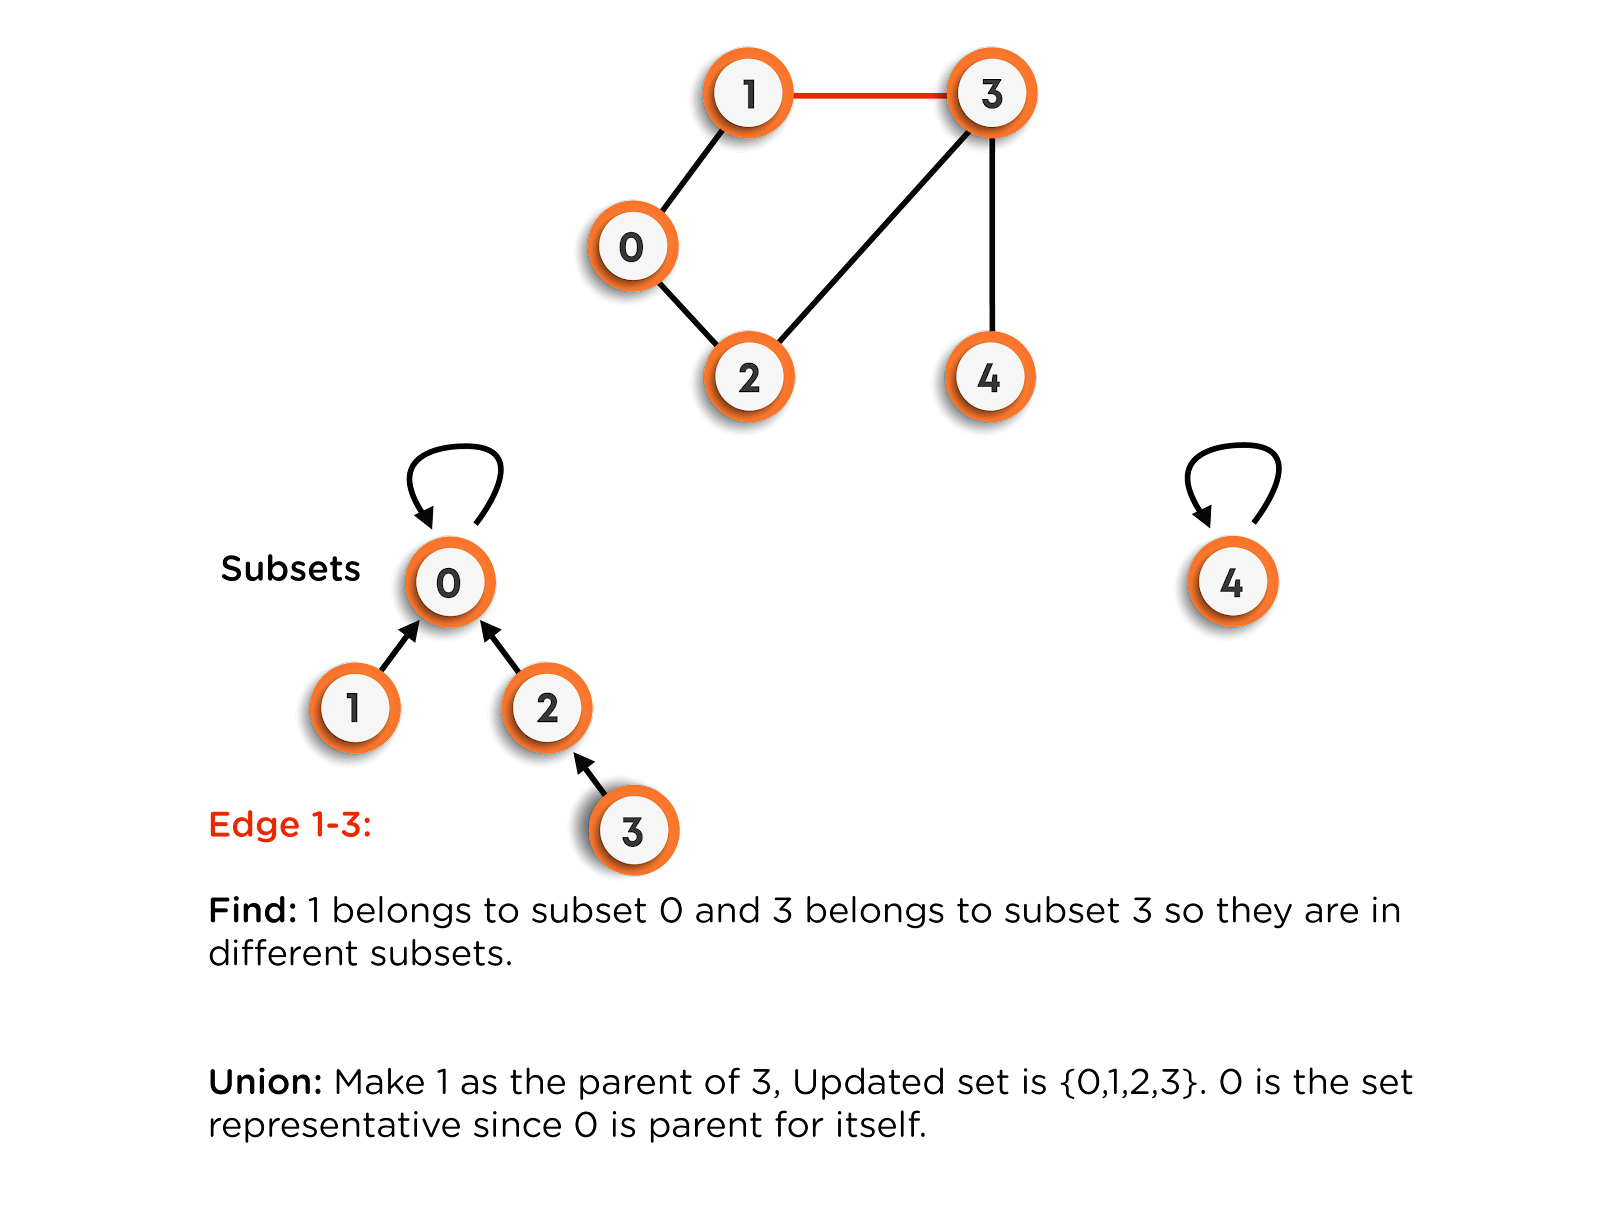 1 3
0
2 4
Subsets 0 4
1 2
3
Edge 1-3:
Find: 1 belongs to subset 0 and 3 belongs to subset 3 so they are in
different subsets.
Union: Make 1 as the parent of 3, Updated set is {0,1,2,3}. 0 is the set
representative since 0 is parent for itself.